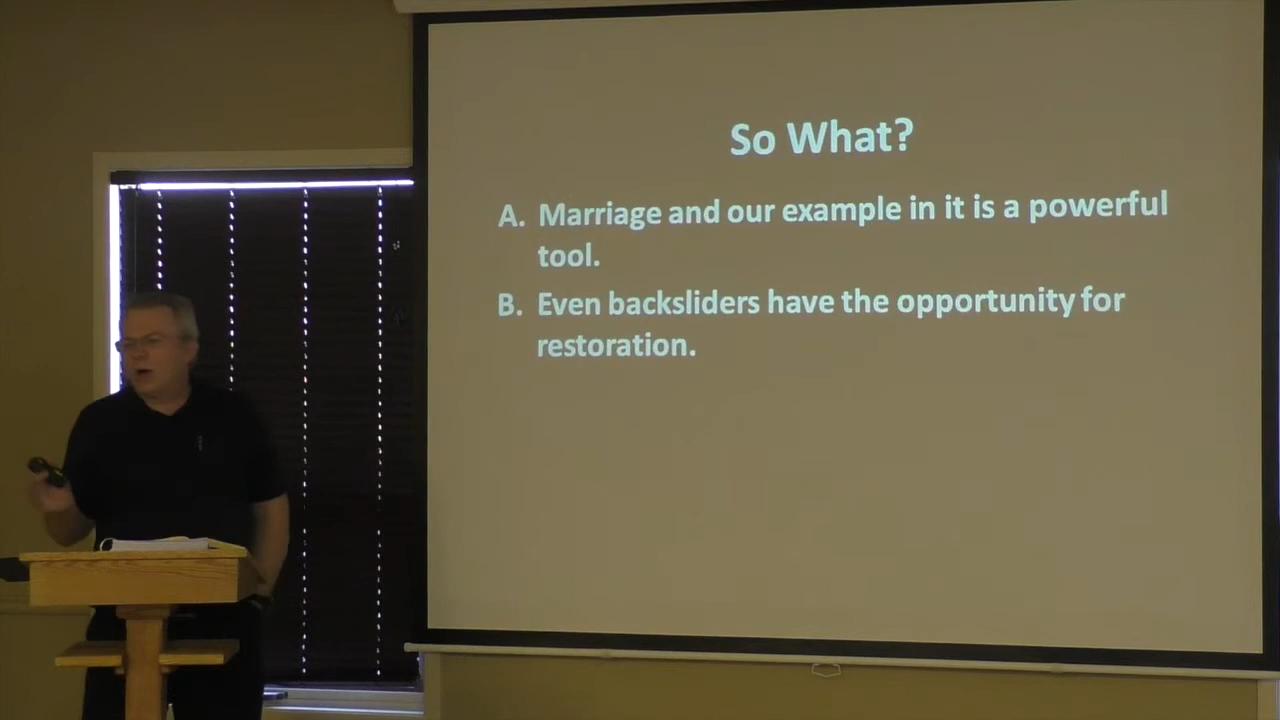 So What?
A. Marriage and our example in it is a powerful
tool.
B. Even backsliders have the opportunity for
restoration.